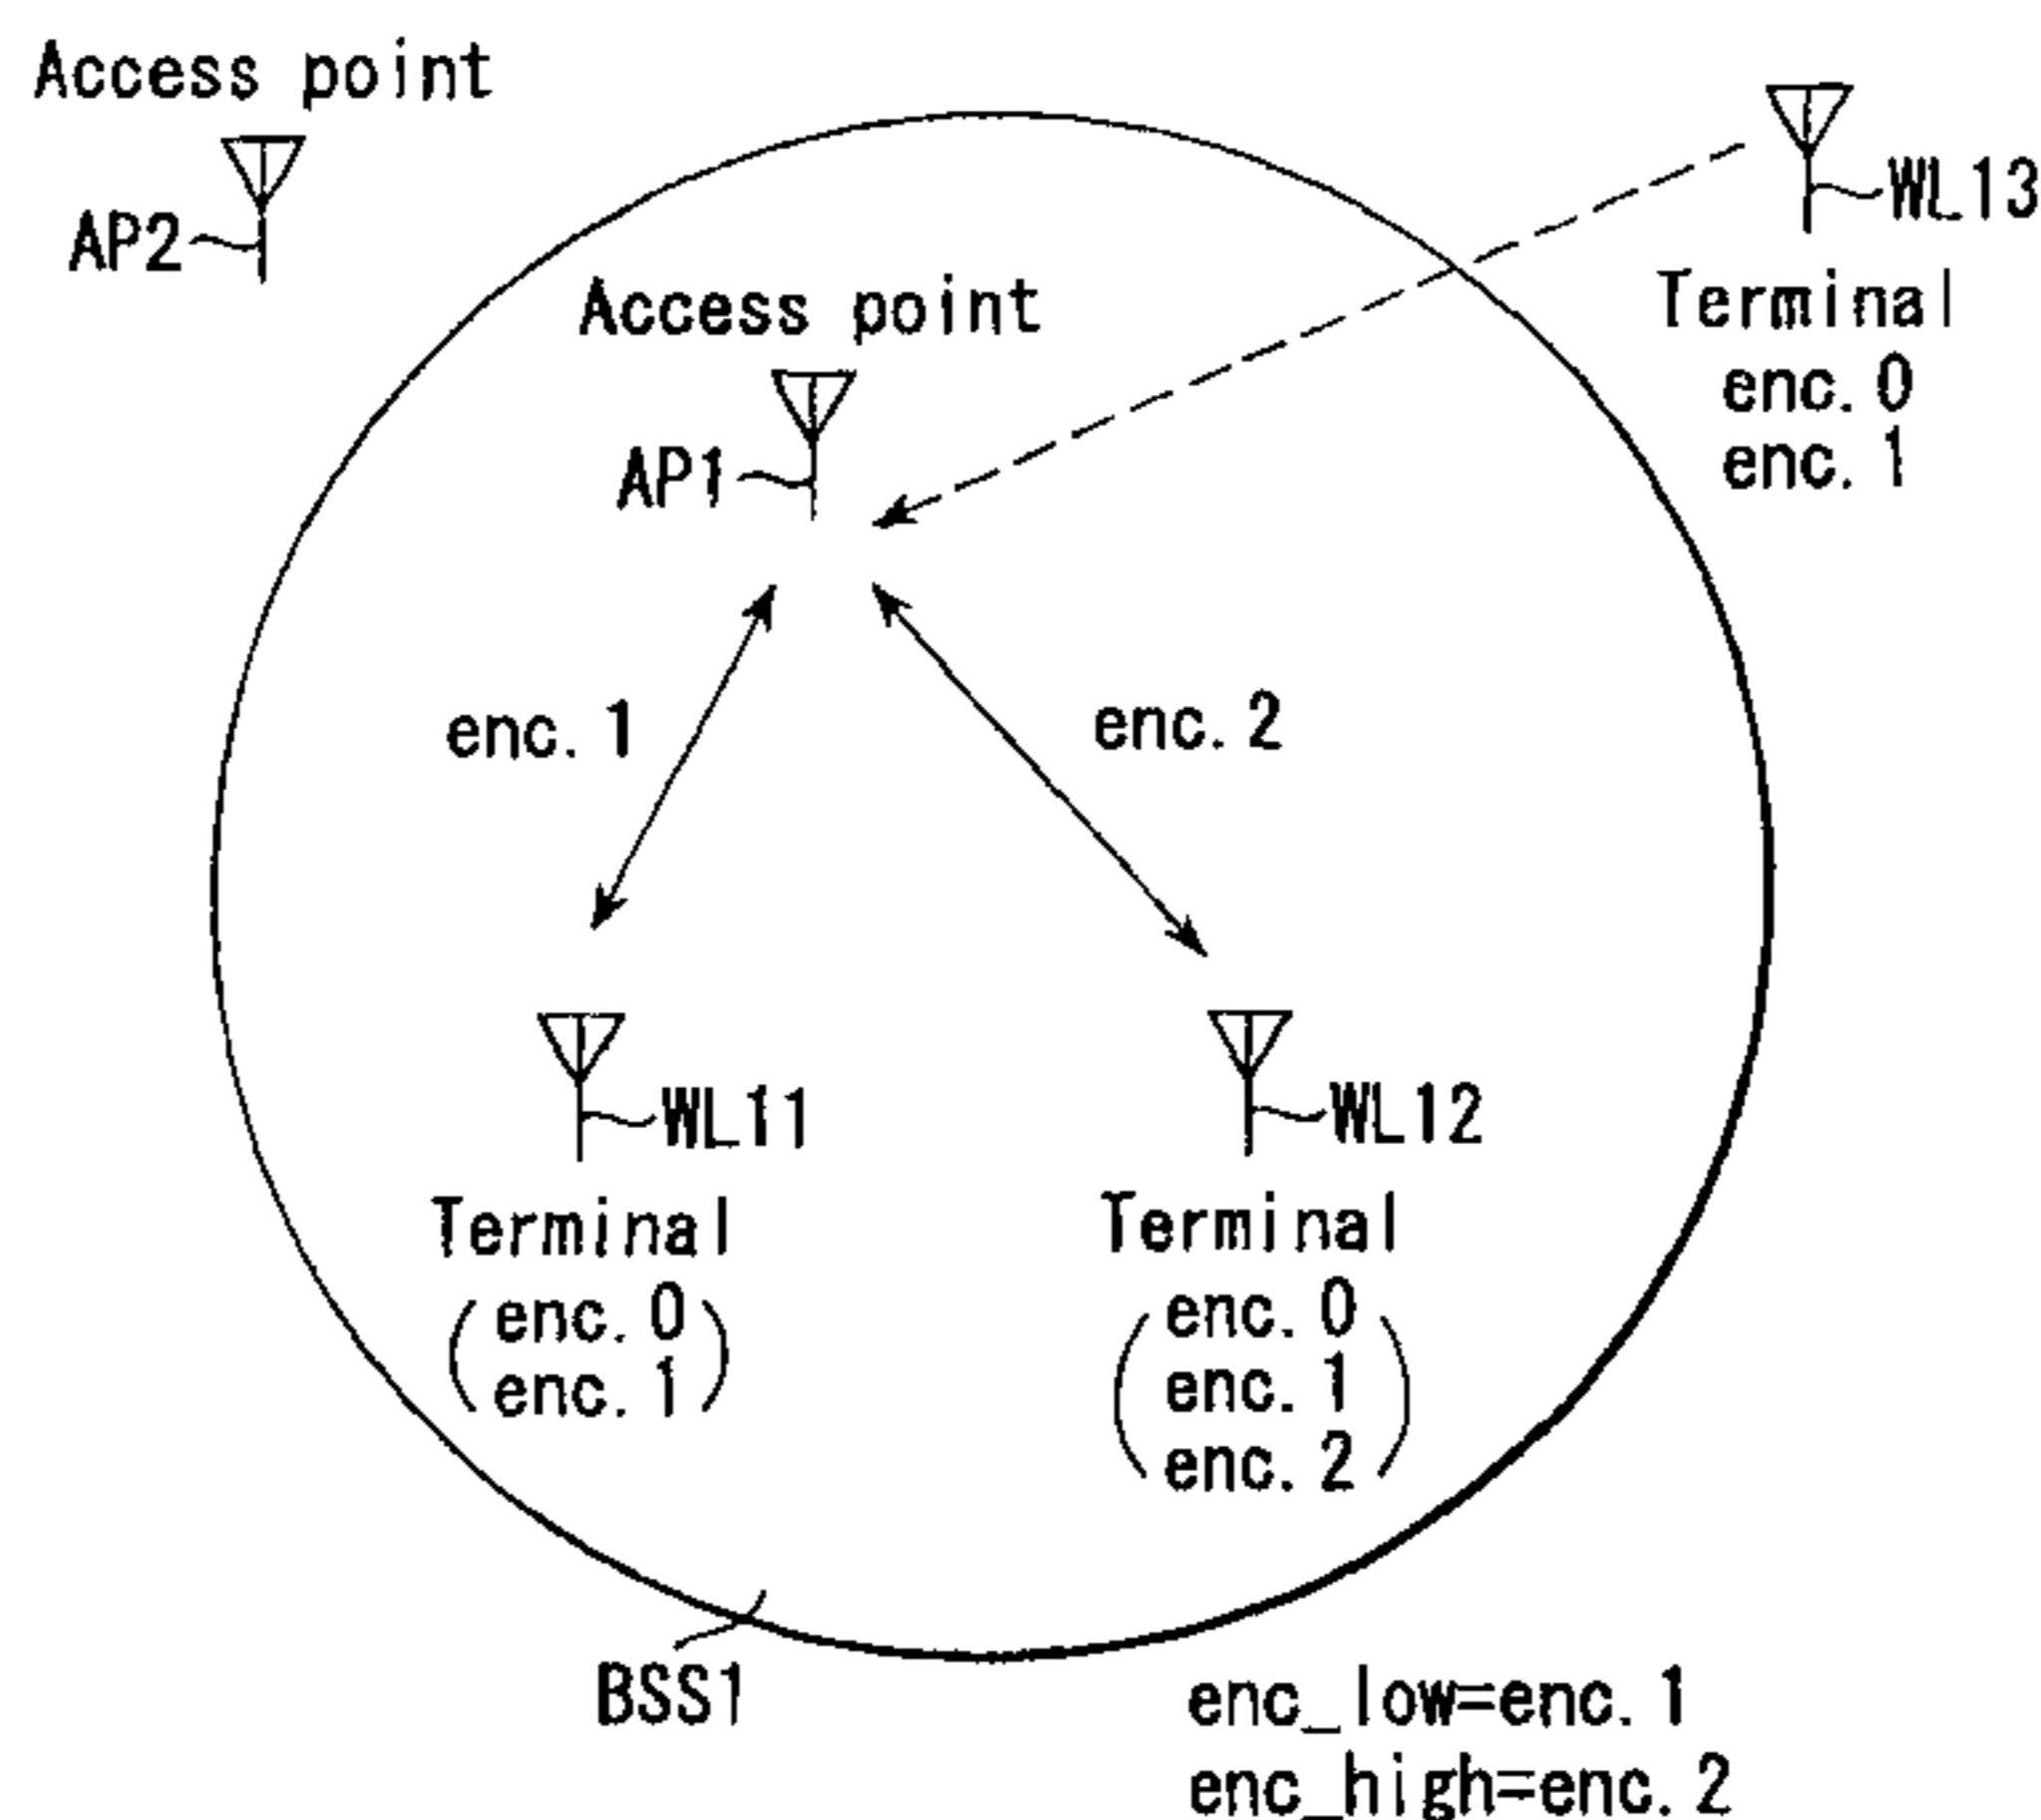 Access point
AP2
WL13
Terminal
enc. 0
enc. 1
Access point
AP1
enc. 1
enc. 2
WL11
Terminal
(enc. 0
enc. 1)
WL12
Terminal
(enc. 0
enc. 1
enc. 2)
BSS1
enc_low=enc. 1
enc_high=enc. 2